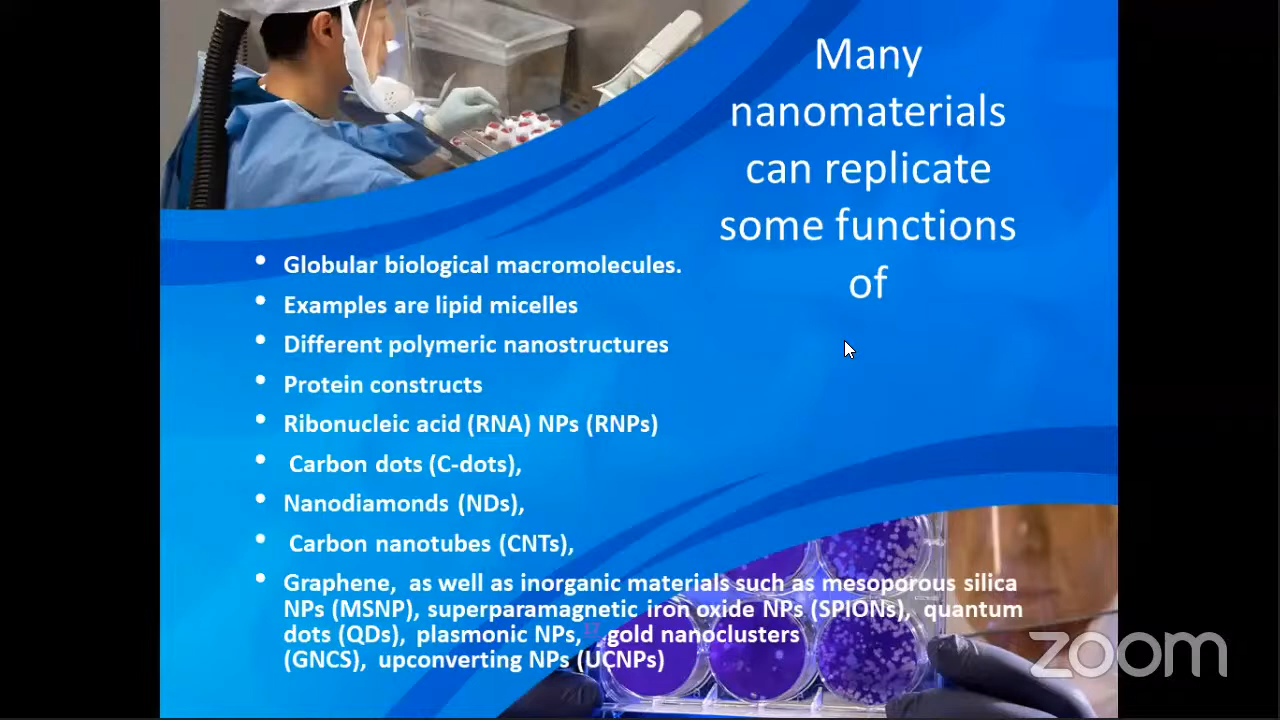 Many
nanomaterials
can replicate
some functions
of
• Globular biological macromolecules.
• Examples are lipid micelles
• Different polymeric nanostructures
• Protein constructs
• Ribonucleic acid (RNA) NPs (RNPs)
• Carbon dots (C-dots),
• Nanodiamonds (NDs),
• Carbon nanotubes (CNTs),
• Graphene, as well as inorganic materials such as mesoporous silica
NPs (MSNP), superparamagnetic iron oxide NPs (SPIONs), quantum
dots (QDs), plasmonic NPs, 17 gold nanoclusters
(GNCS), upconverting NPs (UCNPs)
zoom